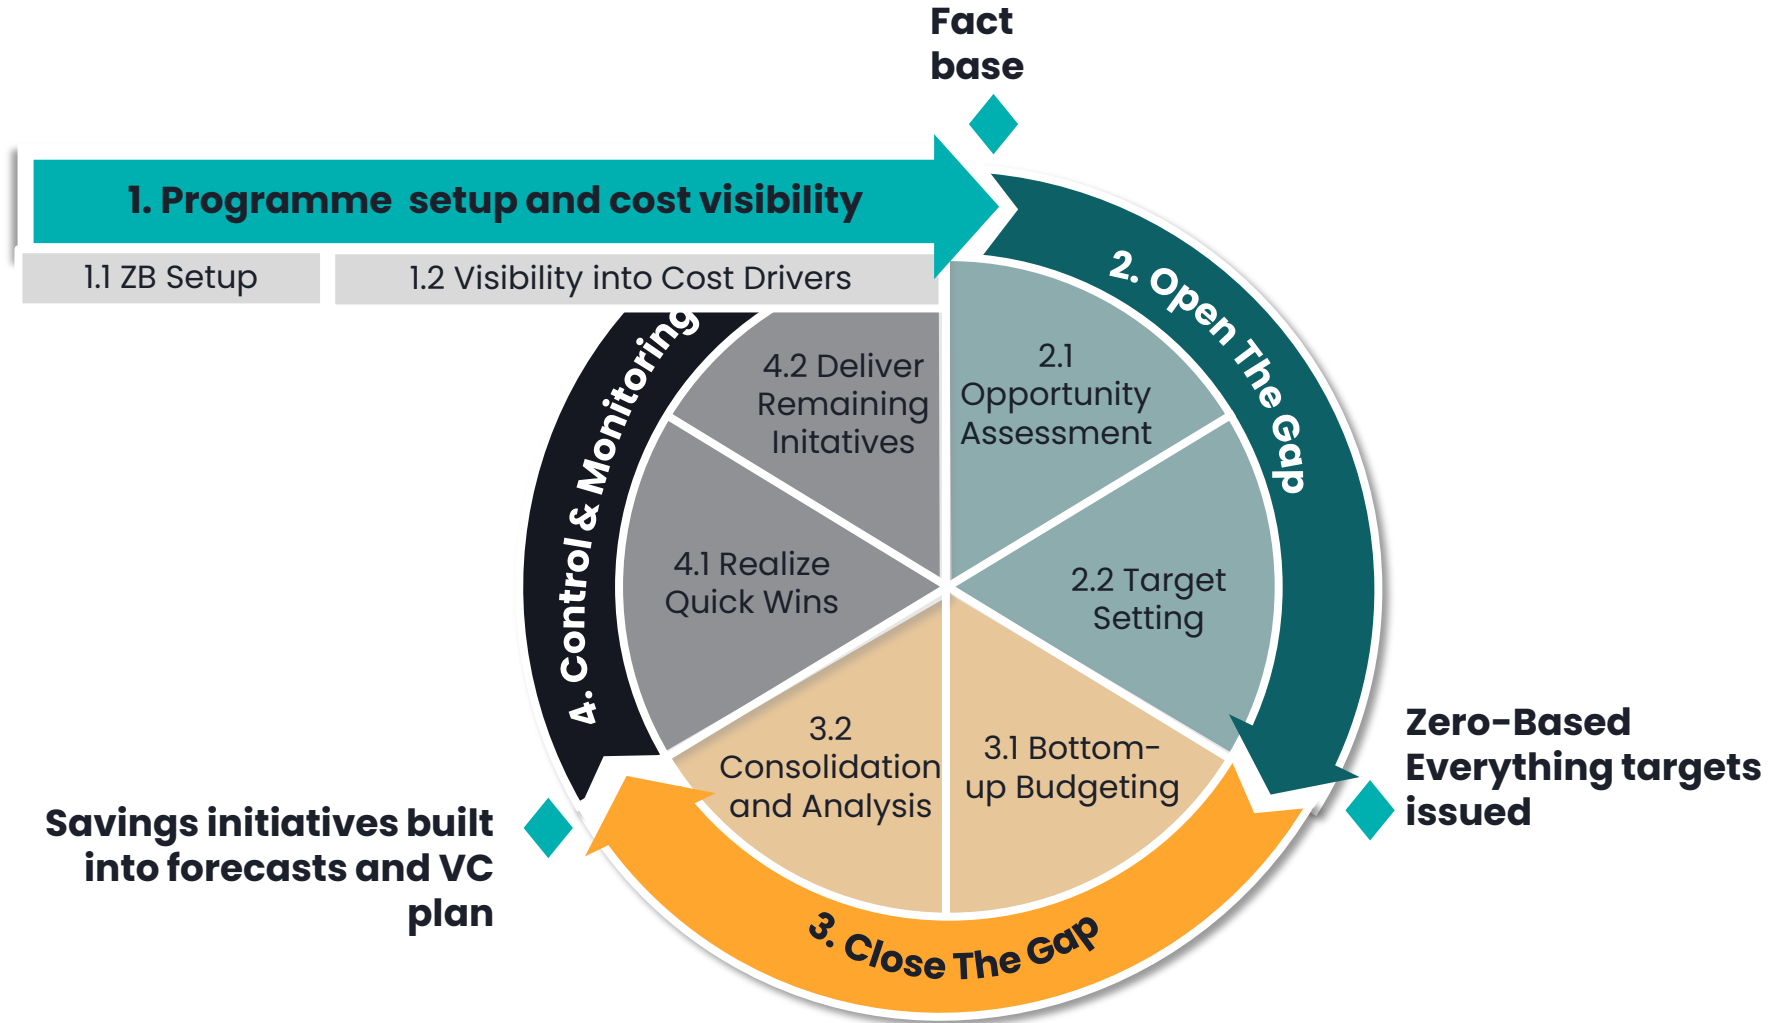 Fact
base
1. Programme setup and cost visibility
1.1 ZB Setup
1.2 Visibility into Cost Drivers
2. Open The Gap
2.1
Opportunity
Assessment
2.2 Target
Setting
Zero-Based
Everything targets
issued
3. Close The Gap
3.1 Bottom-
up Budgeting
3.2
Consolidation
and Analysis
Savings initiatives built
into forecasts and VC
plan
4. Control & Monitoring
4.1 Realize
Quick Wins
4.2 Deliver
Remaining
Initatives